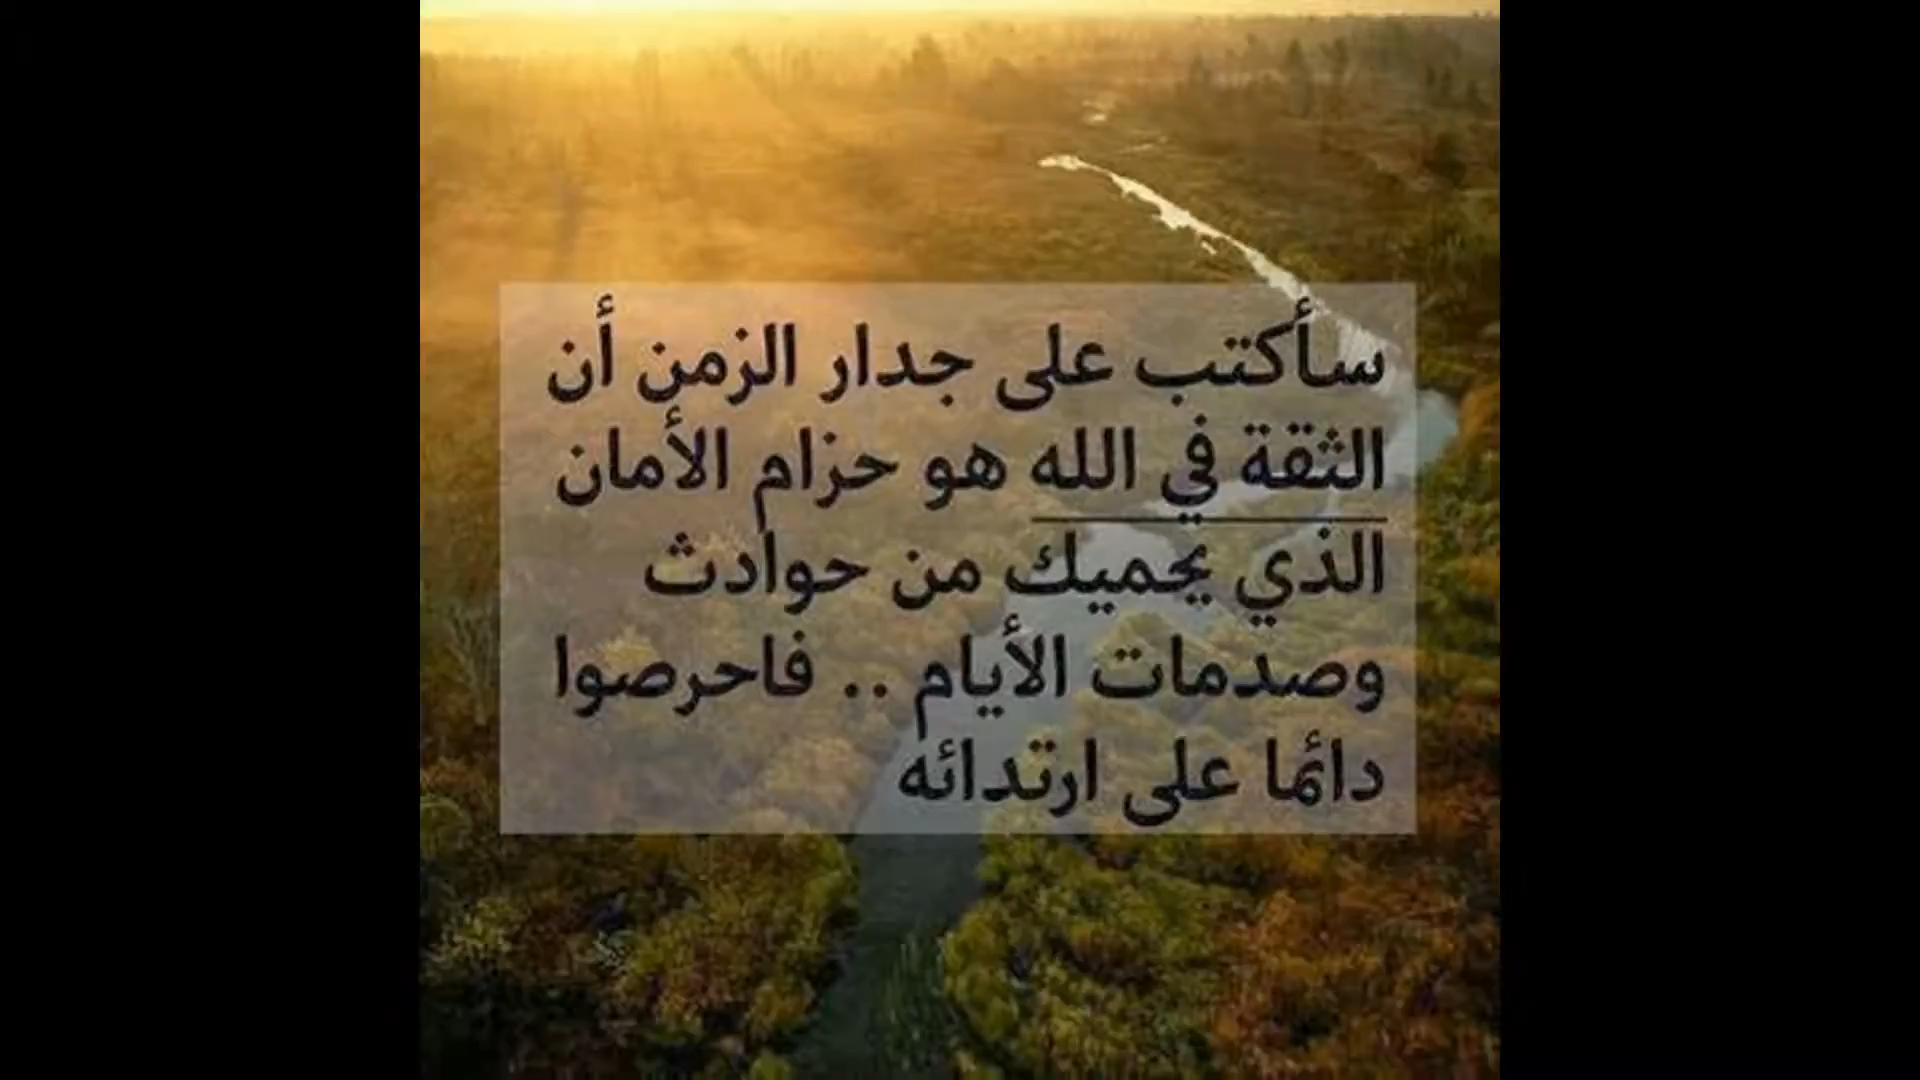 سأكتب على جدار الزمن أن
الثقة في الله هو حزام الأمان
الذي يحميك من حوادث
وصدمات الأيام .. فاحرصوا
دائما على ارتدائه